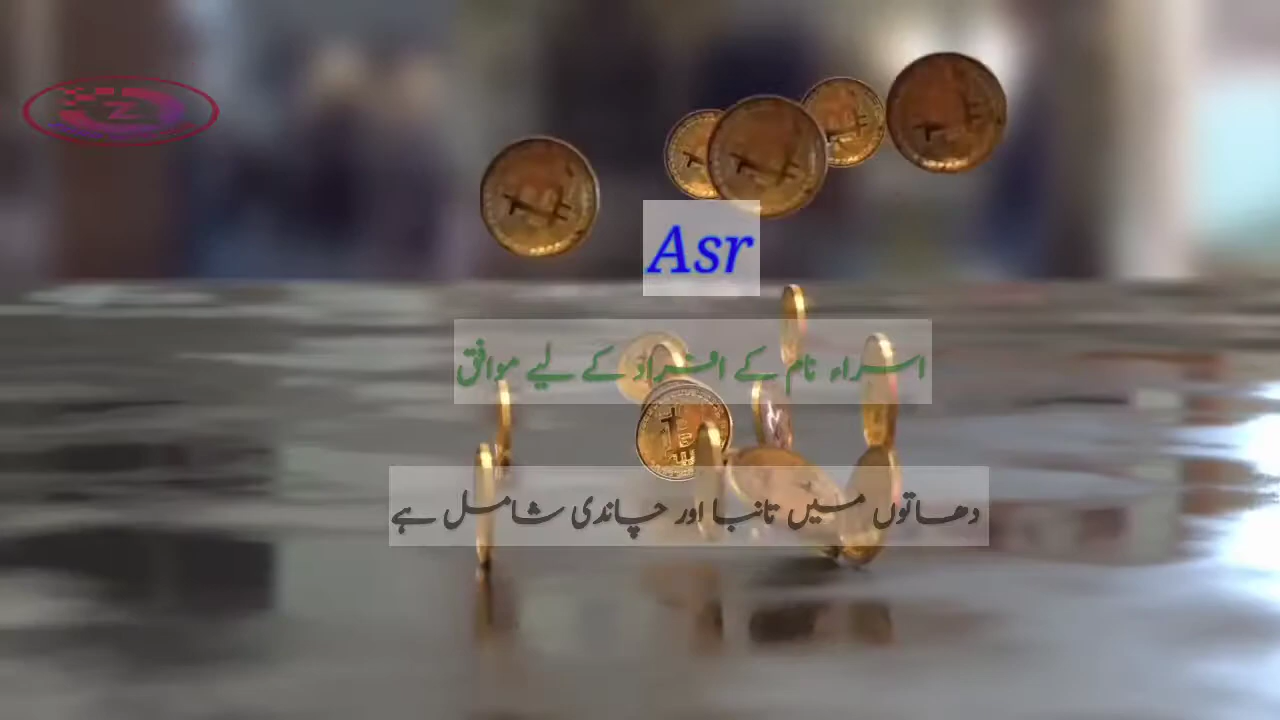 Asr
اسراء نام کے افراد کے لیے موافق
دھاتوں میں تانبا اور چاندی شامل ہے